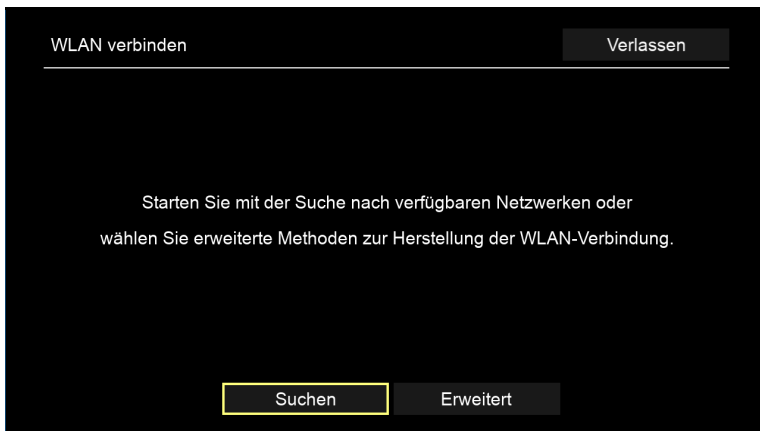 WLAN verbinden
Verlassen
Starten Sie mit der Suche nach verfügbaren Netzwerken oder
wählen Sie erweiterte Methoden zur Herstellung der WLAN-Verbindung.
Suchen
Erweitert